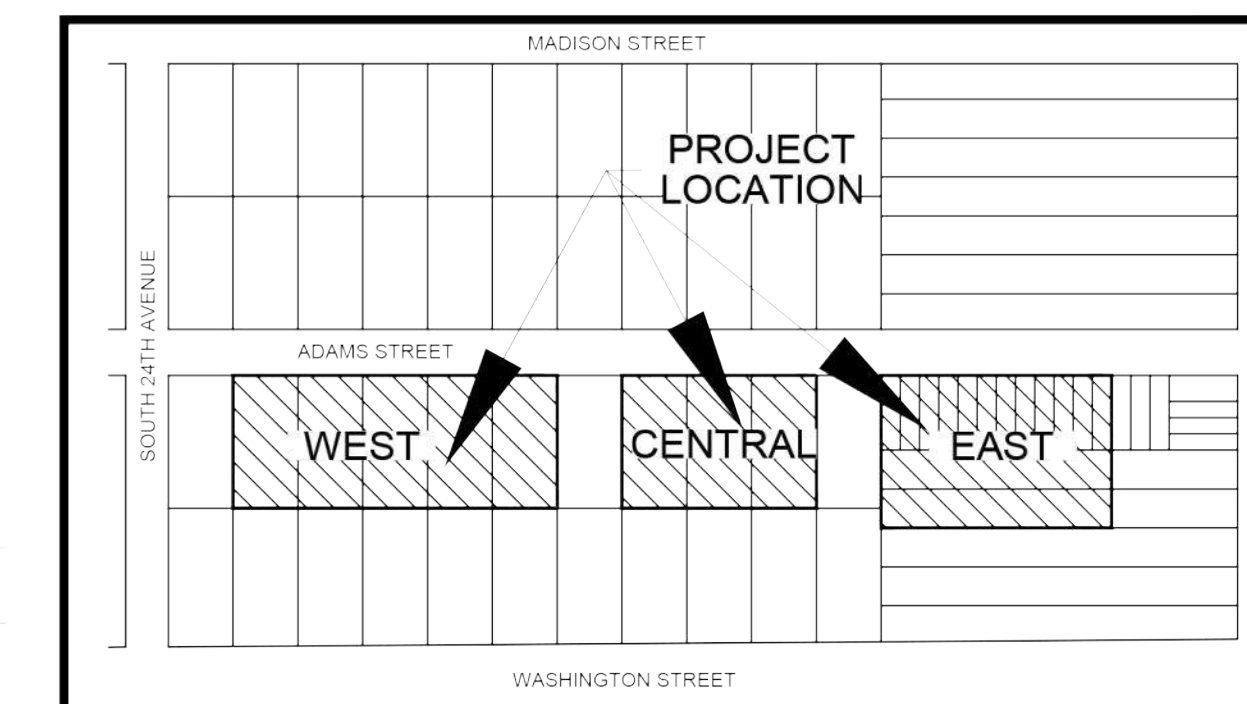 MADISON STREET
PROJECT
LOCATION
SOUTH 24TH AVENUE
ADAMS STREET
WEST
CENTRAL
EAST
WASHINGTON STREET